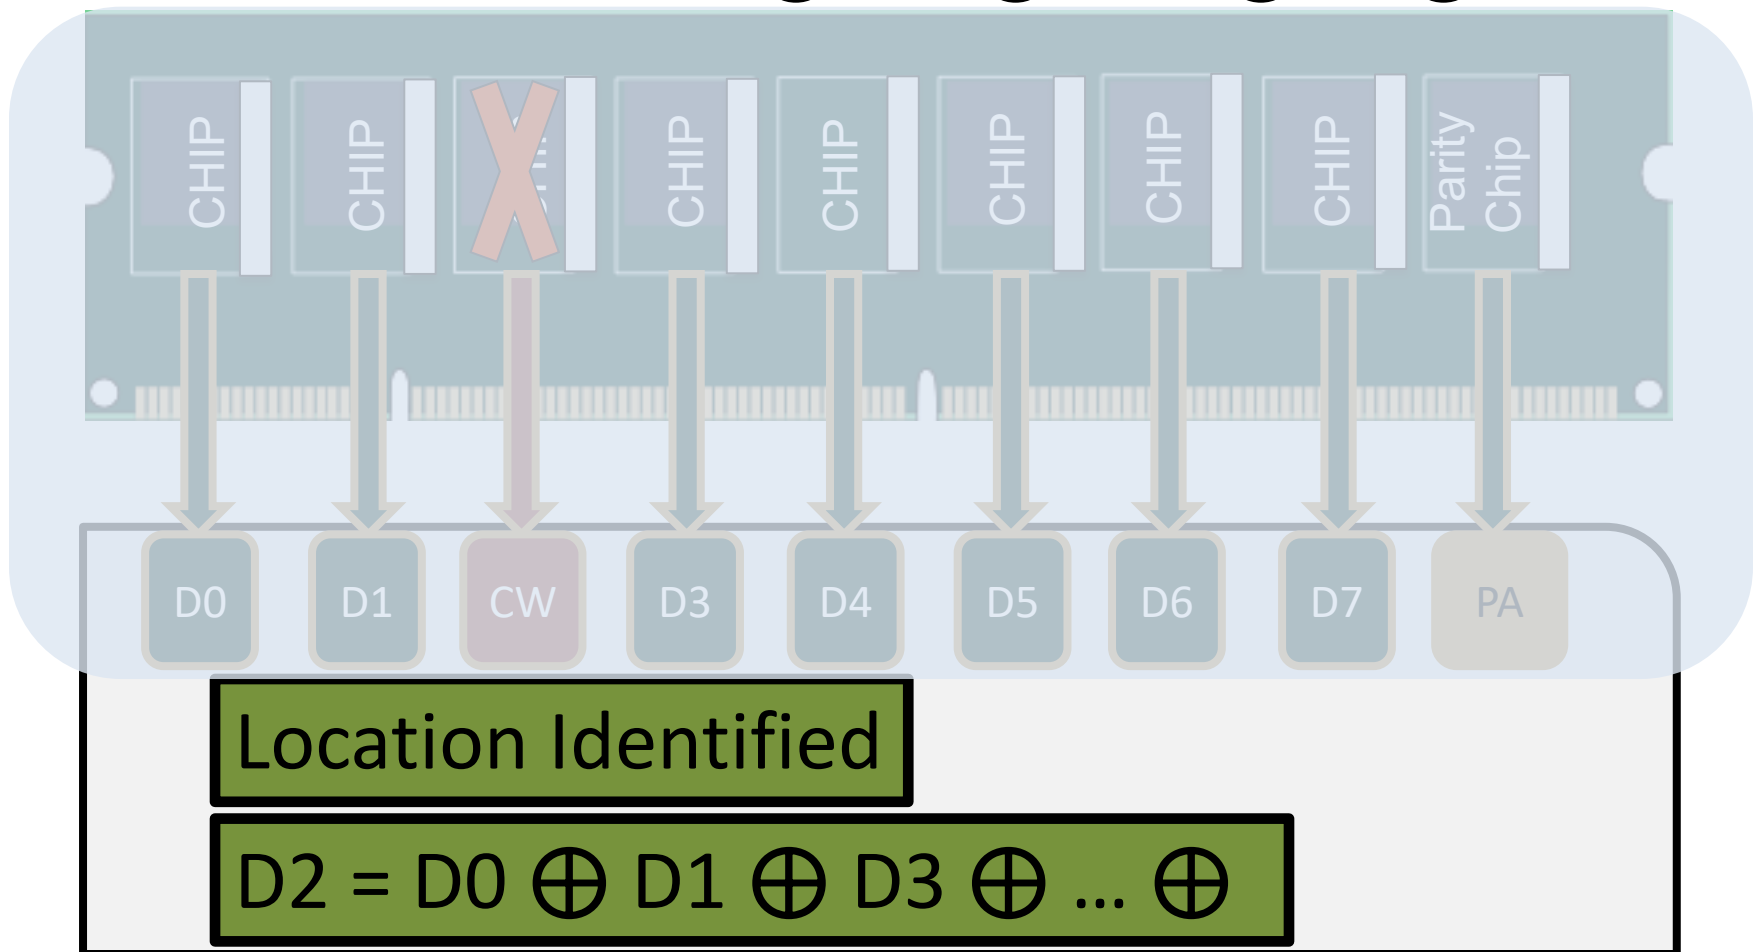 CHIP CHIP CHIP CHIP CHIP CHIP CHIP Parity
Chip
D0 D1 CW D3 D4 D5 D6 D7 PA
Location Identified
D2 = D0 ⊕ D1 ⊕ D3 ⊕ ... ⊕